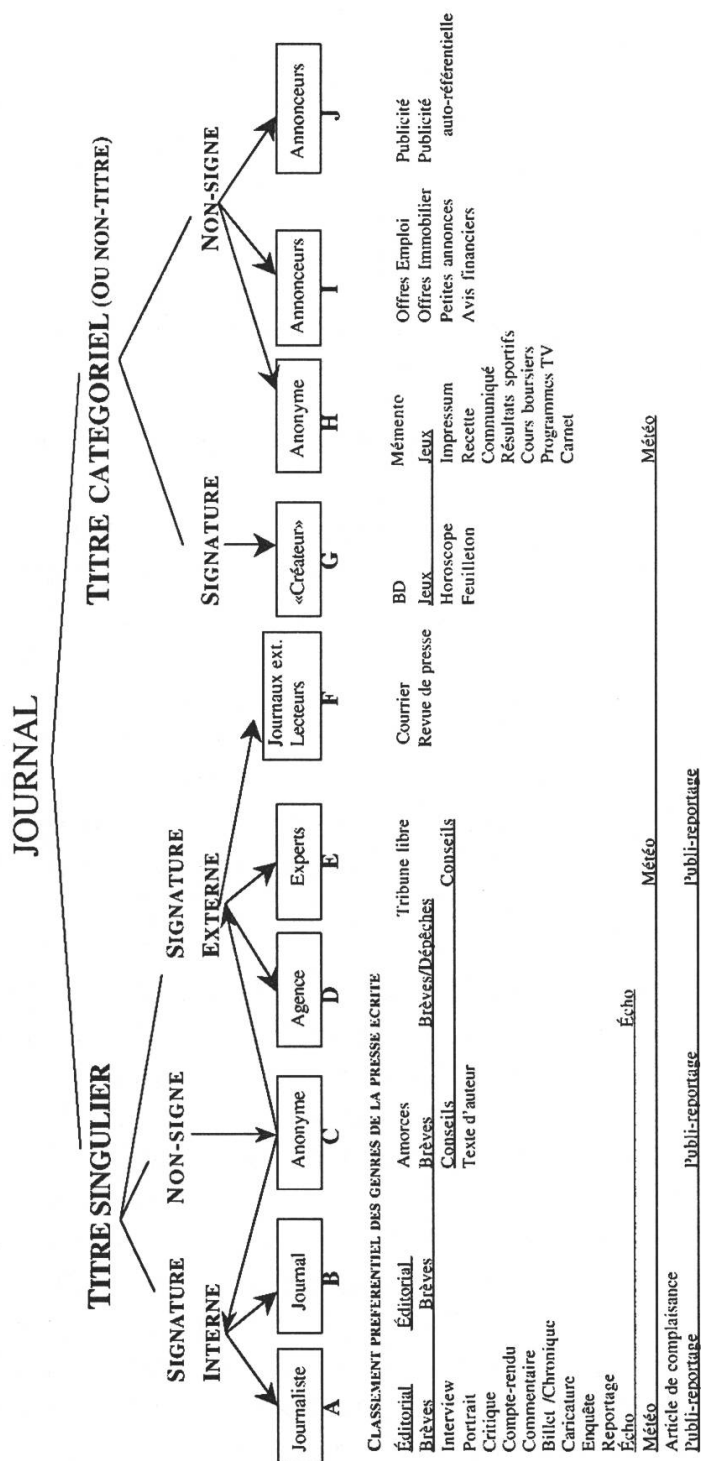 JOURNAL
TITRE SINGULIER
TITRE CATEGORIEL (OU NON-TITRE)
SIGNATURE INTERNE
NON-SIGNE
SIGNATURE EXTERNE
SIGNATURE
NON-SIGNE
Journaliste
Journal
Anonyme
Agence
Experts
Journaux ext. Lecteurs
«Créateur»
Anonyme
Annonceurs
Annonceurs
A
B
C
D
E
F
G
H
I
J
CLASSEMENT PREFERENTIEL DES GENRES DE LA PRESSE ECRITE
Éditorial
Éditorial
Amorces
Tribune libre
Courrier
BD
Mémento
Offres Emploi
Publicité
Brèves
Brèves
Brèves
Brèves/Dépêches
Revue de presse
Jeux
Jeux
Offres Immobilier
Publicité
auto-référentielle
Interview
Conseils
Conseils
Horoscope
Impressum
Petites annonces
Portrait
Texte d'auteur
Feuilleton
Recette
Avis financiers
Critique
Communiqué
Compte-rendu
Résultats sportifs
Commentaire
Cours boursiers
Billet /Chronique
Programmes TV
Caricature
Carnet
Enquête
Reportage
Écho
Écho
Météo
Météo
Météo
Article de complaisance
Publi-reportage
Publi-reportage
Publi-reportage